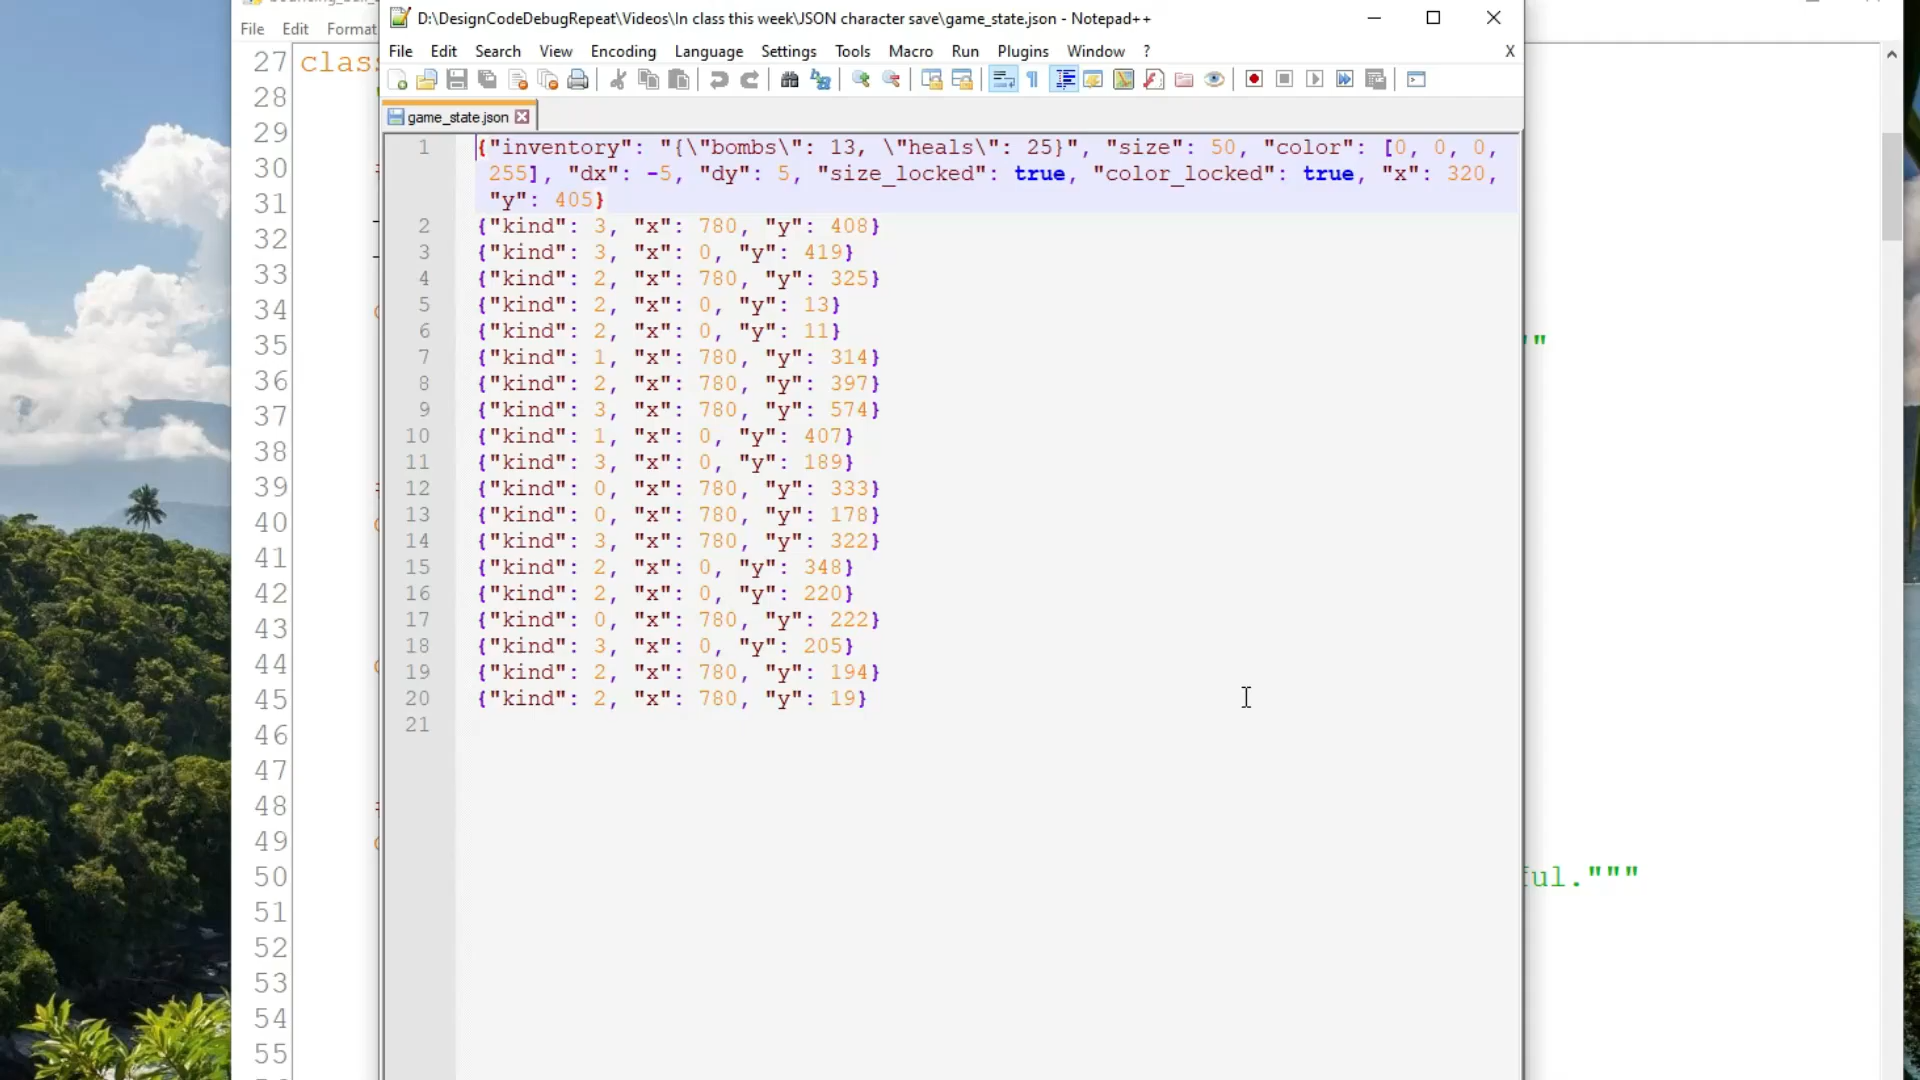 D:\DesignCodeDebugRepeat\Videos\In class this week\JSON character save\game_state.json - Notepad++
File Edit Search View Encoding Language Settings Tools Macro Run Plugins Window ? X
game_state.json
1 {"inventory": "{\"bombs\": 13, \"heals\": 25}", "size": 50, "color": [0, 0, 0,
255], "dx": -5, "dy": 5, "size_locked": true, "color_locked": true, "x": 320,
"y": 405}
2 {"kind": 3, "x": 780, "y": 408}
3 {"kind": 3, "x": 0, "y": 419}
4 {"kind": 2, "x": 780, "y": 325}
5 {"kind": 2, "x": 0, "y": 13}
6 {"kind": 2, "x": 0, "y": 11}
7 {"kind": 1, "x": 780, "y": 314}
8 {"kind": 2, "x": 780, "y": 397}
9 {"kind": 3, "x": 780, "y": 574}
10 {"kind": 1, "x": 0, "y": 407}
11 {"kind": 3, "x": 0, "y": 189}
12 {"kind": 0, "x": 780, "y": 333}
13 {"kind": 0, "x": 780, "y": 178}
14 {"kind": 3, "x": 780, "y": 322}
15 {"kind": 2, "x": 0, "y": 348}
16 {"kind": 2, "x": 0, "y": 220}
17 {"kind": 0, "x": 780, "y": 222}
18 {"kind": 3, "x": 0, "y": 205}
19 {"kind": 2, "x": 780, "y": 194}
20 {"kind": 2, "x": 780, "y": 19}
21
File Edit Format
27 class
28
29
30
31
32
33
34
35 ""
36
37
38
39
40
41
42
43
44
45
46
47
48
49
50 ful."""
51
52
53
54
55